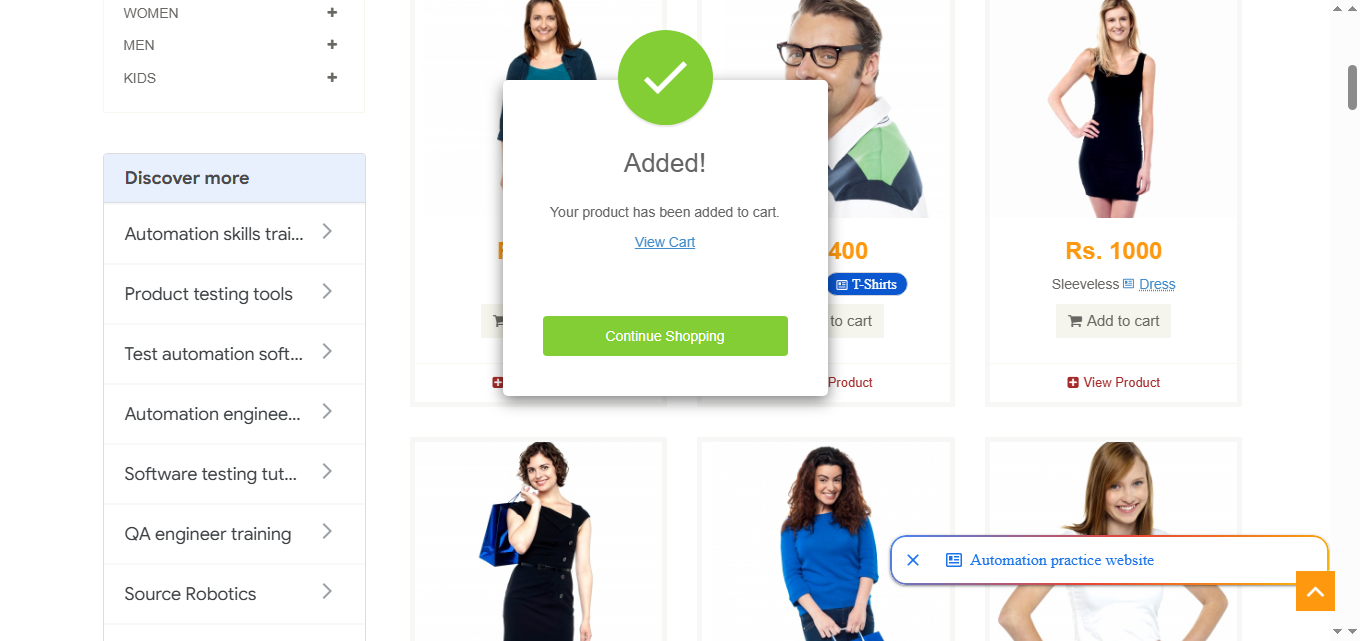 WOMEN
MEN
KIDS
Discover more
Automation skills trai...
Product testing tools
Test automation soft...
Automation enginee...
Software testing tut...
QA engineer training
Source Robotics
Added!
Your product has been added to cart.
View Cart
Continue Shopping
400
T-Shirts
to cart
Product
Rs. 1000
Sleeveless Dress
Add to cart
View Product
Automation practice website